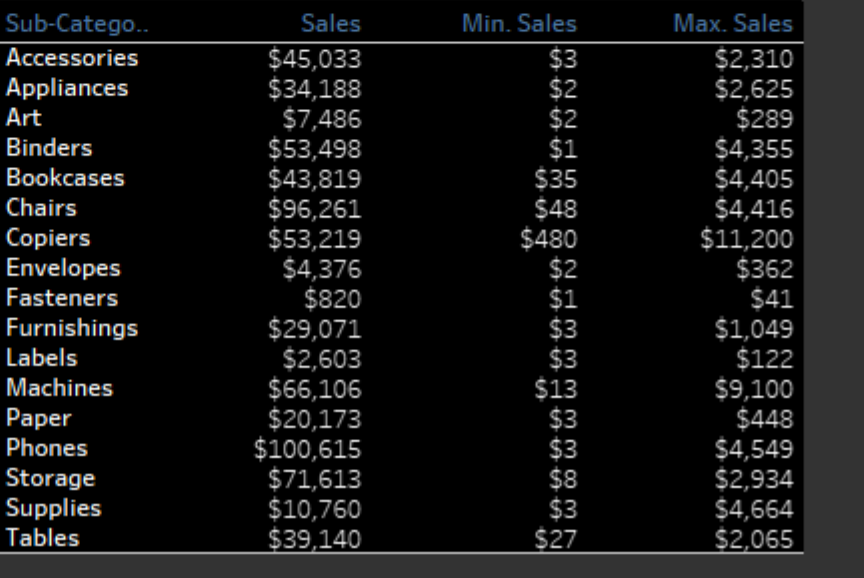 Sub-Catego.. Sales Min. Sales Max. Sales
Accessories $45,033 $3 $2,310
Appliances $34,188 $2 $2,625
Art $7,486 $2 $289
Binders $53,498 $1 $4,355
Bookcases $43,819 $35 $4,405
Chairs $96,261 $48 $4,416
Copiers $53,219 $480 $11,200
Envelopes $4,376 $2 $362
Fasteners $820 $1 $41
Furnishings $29,071 $3 $1,049
Labels $2,603 $3 $122
Machines $66,106 $13 $9,100
Paper $20,173 $3 $448
Phones $100,615 $3 $4,549
Storage $71,613 $8 $2,934
Supplies $10,760 $3 $4,664
Tables $39,140 $27 $2,065